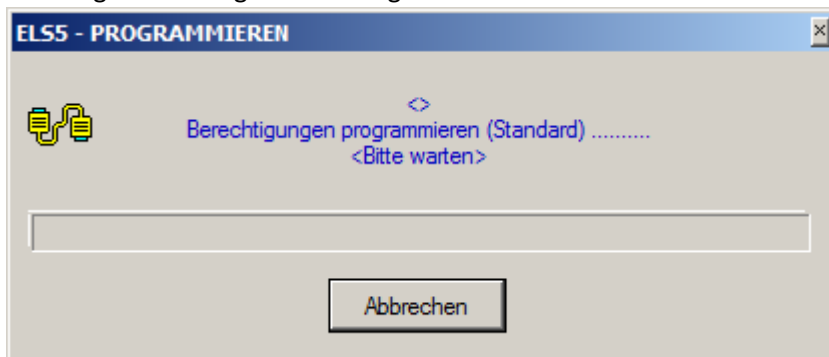 ELS5 - PROGRAMMIEREN
<>
Berechtigungen programmieren (Standard) ..........
<Bitte warten>
Abbrechen